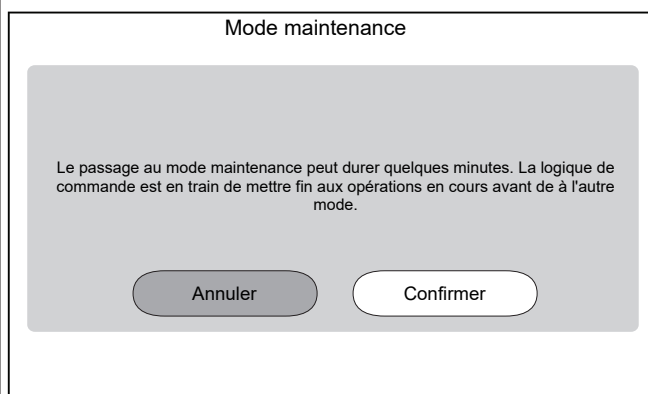 Mode maintenance
Le passage au mode maintenance peut durer quelques minutes. La logique de
commande est en train de mettre fin aux opérations en cours avant de à l'autre
mode.
Annuler
Confirmer